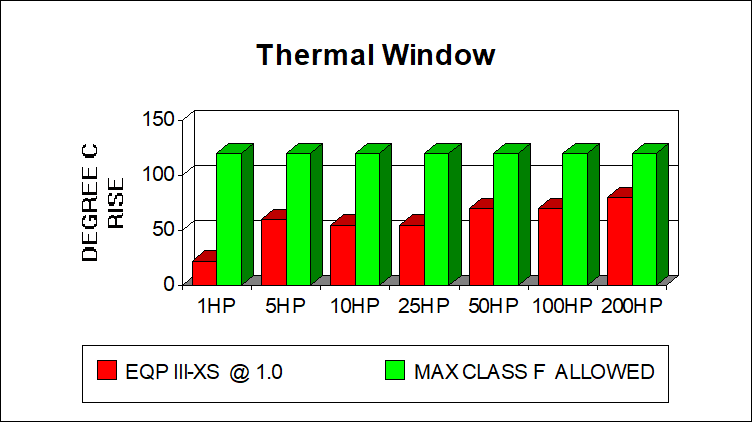 Thermal Window
DEGREE C
RISE
150
100
50
0
1HP 5HP 10HP 25HP 50HP 100HP 200HP
EQP III-XS @ 1.0 MAX CLASS F ALLOWED